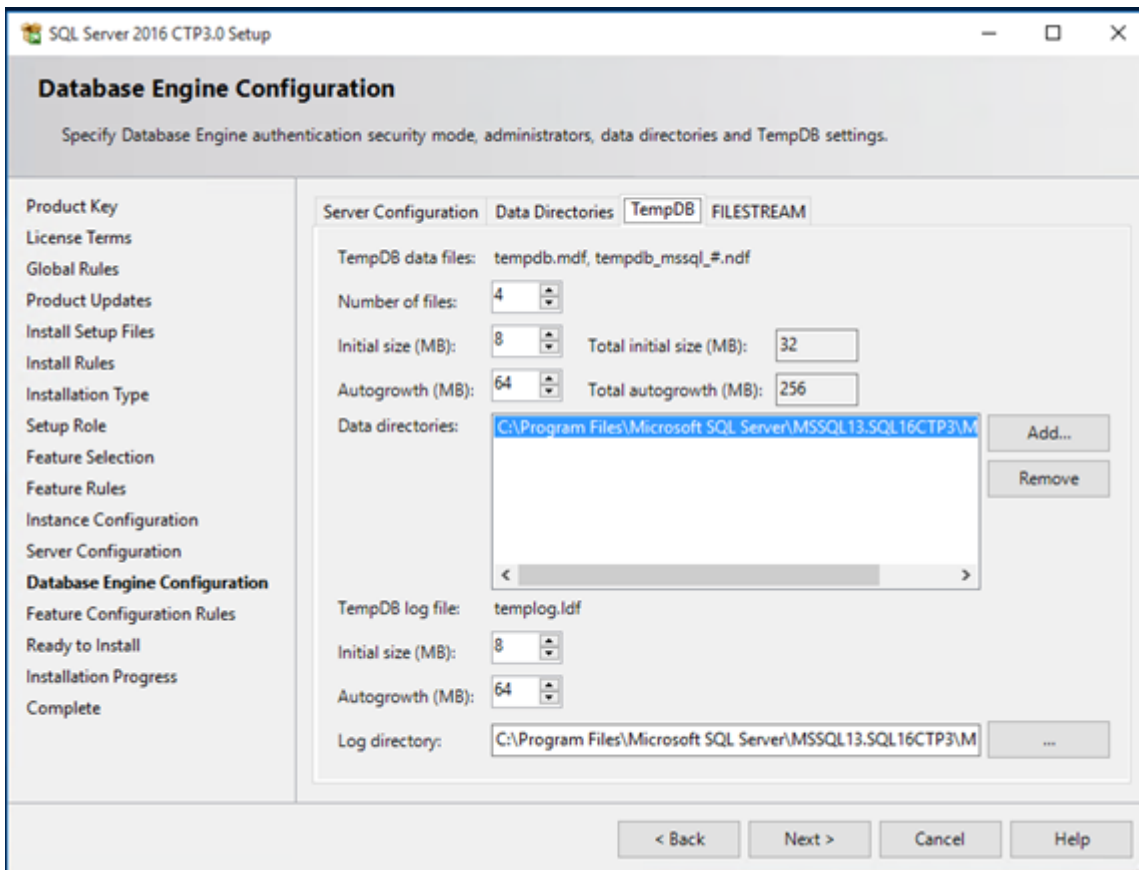 SQL Server 2016 CTP3.0 Setup
Database Engine Configuration
Specify Database Engine authentication security mode, administrators, data directories and TempDB settings.
Product Key
License Terms
Global Rules
Product Updates
Install Setup Files
Install Rules
Installation Type
Setup Role
Feature Selection
Feature Rules
Instance Configuration
Server Configuration
Database Engine Configuration
Feature Configuration Rules
Ready to Install
Installation Progress
Complete
Server Configuration Data Directories TempDB FILESTREAM
TempDB data files: tempdb.mdf, tempdb_mssql_#.ndf
Number of files: 4
Initial size (MB): 8 Total initial size (MB): 32
Autogrowth (MB): 64 Total autogrowth (MB): 256
Data directories: C:\Program Files\Microsoft SQL Server\MSSQL13.SQL16CTP3\M Add...
Remove
TempDB log file: templog.ldf
Initial size (MB): 8
Autogrowth (MB): 64
Log directory: C:\Program Files\Microsoft SQL Server\MSSQL13.SQL16CTP3\M ...
< Back Next > Cancel Help